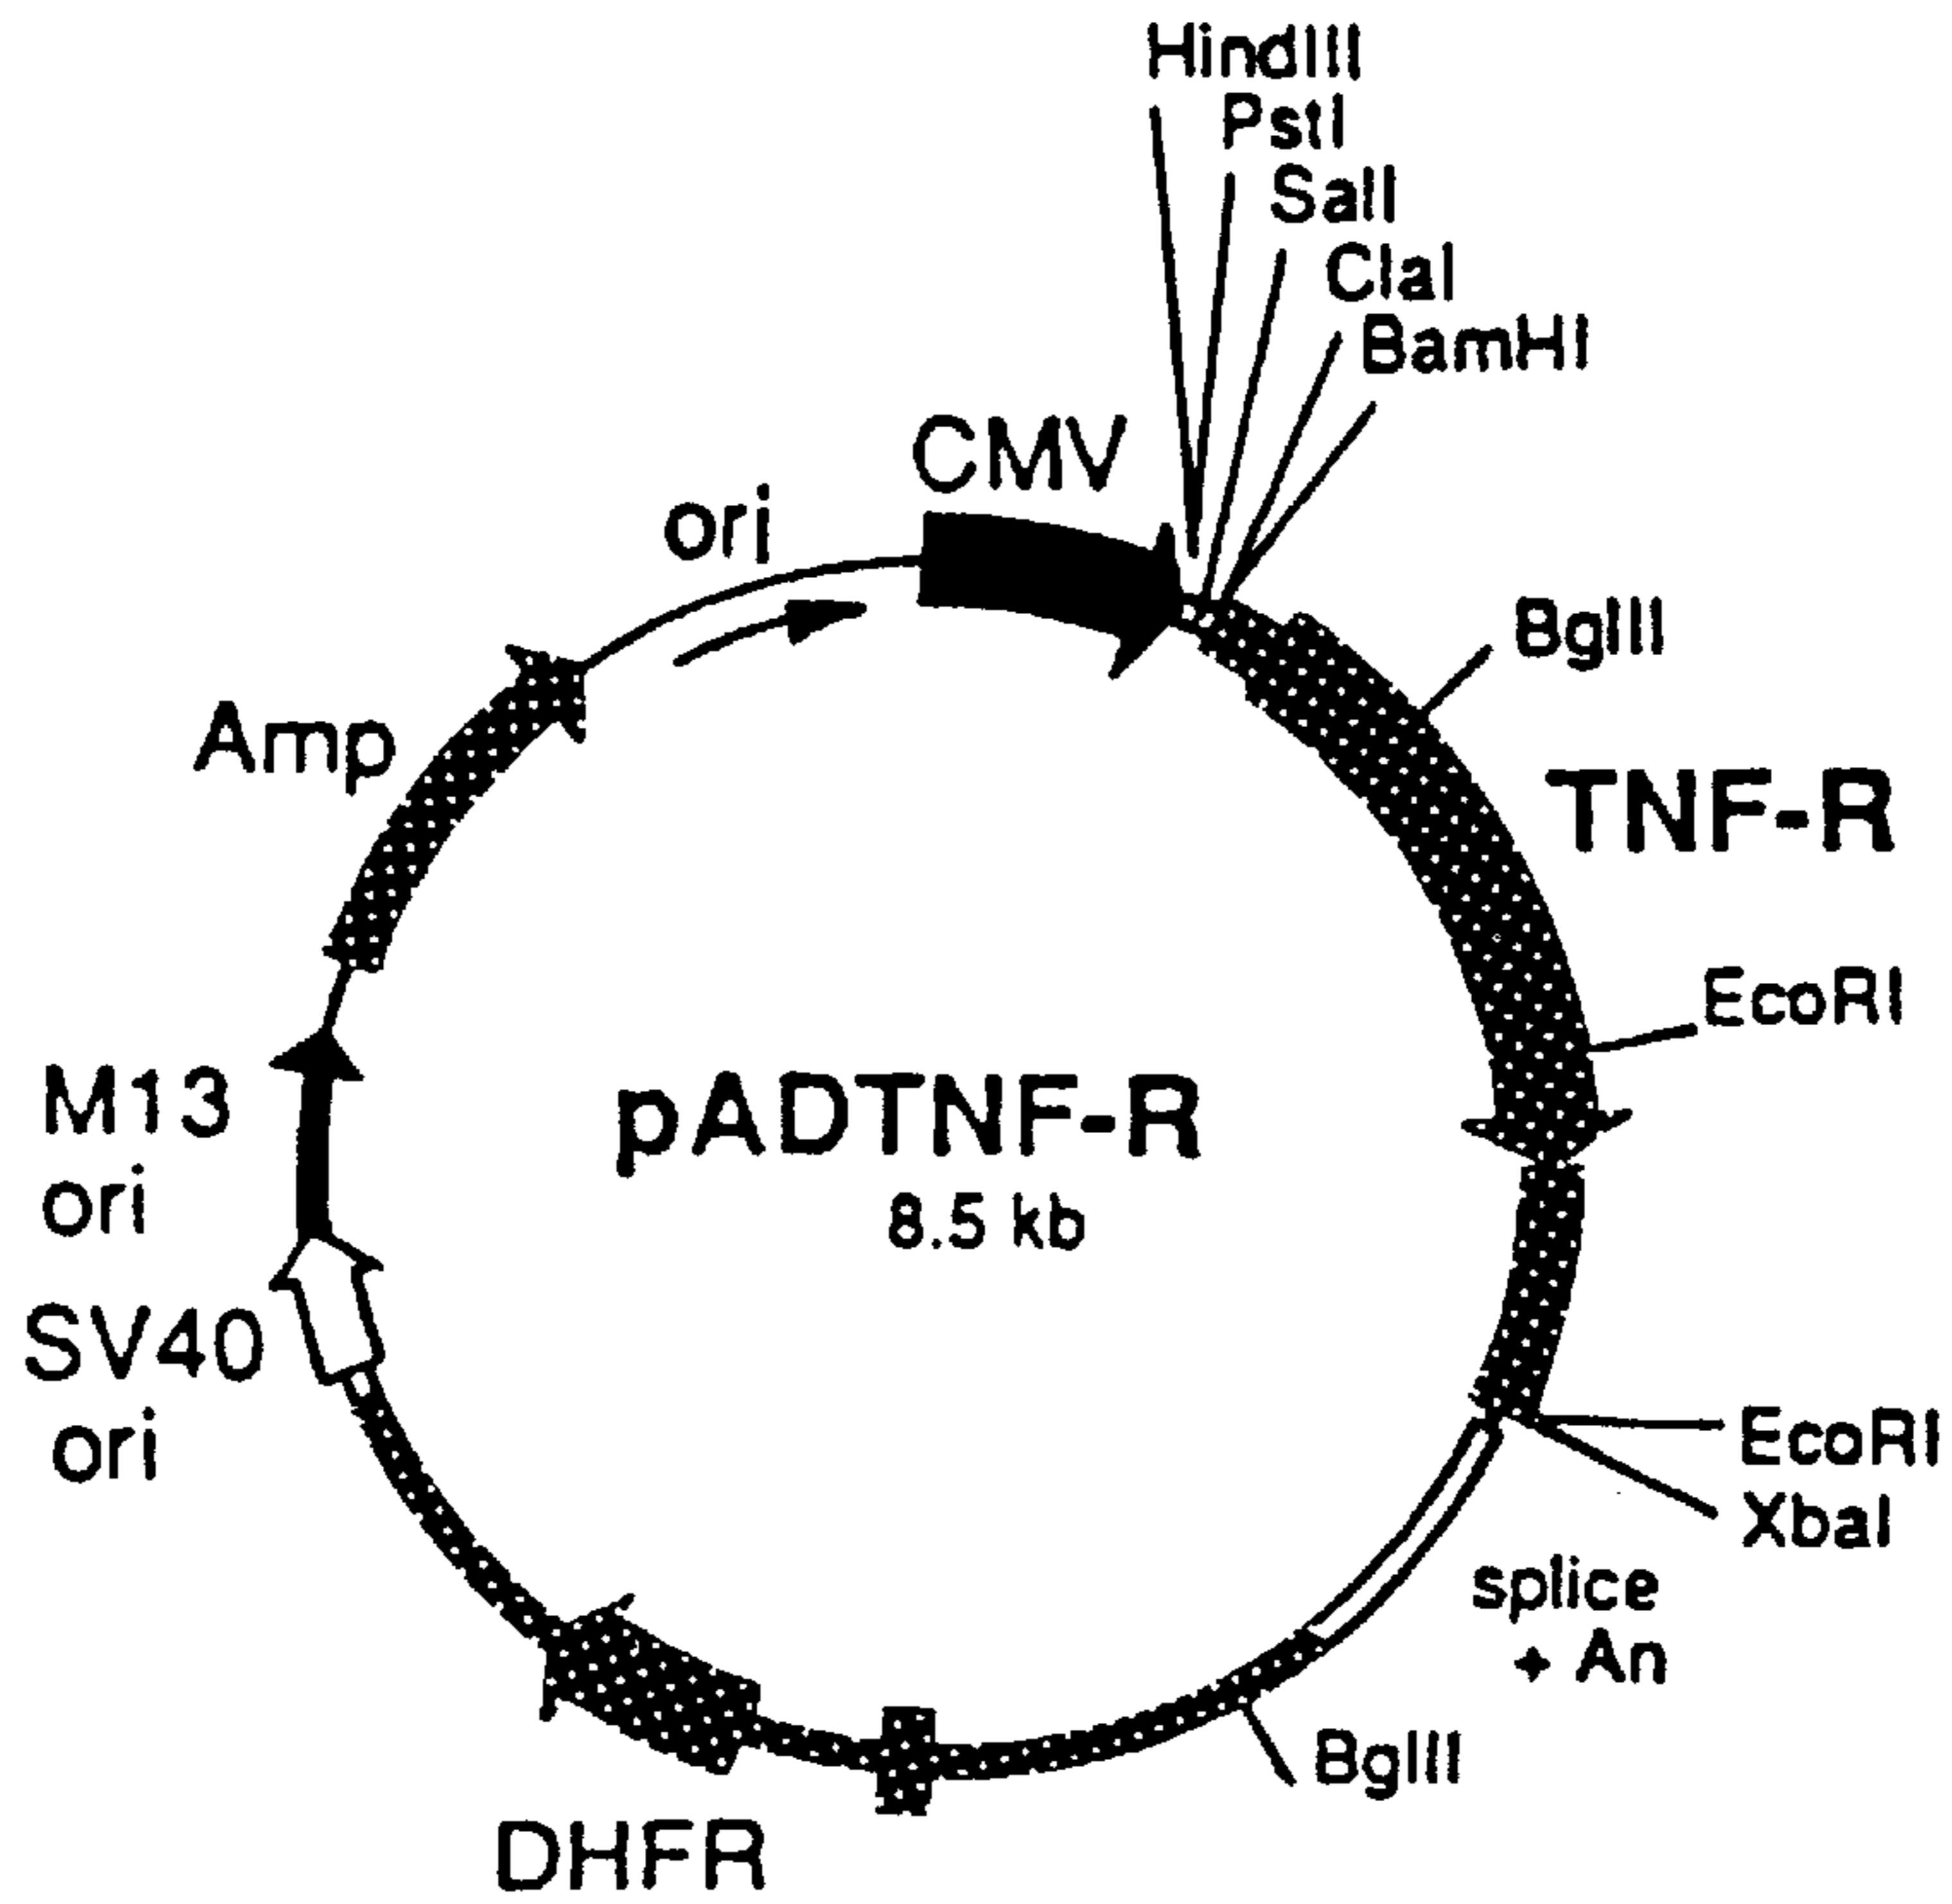 HindIII
PstI
SalI
ClaI
BamHI
CMV
ori
BglII
Amp
TNF-R
EcoRI
M13
ori
pADTNF-R
8.5 kb
SV40
ori
EcoRI
XbaI
splice
+ An
BglII
DHFR